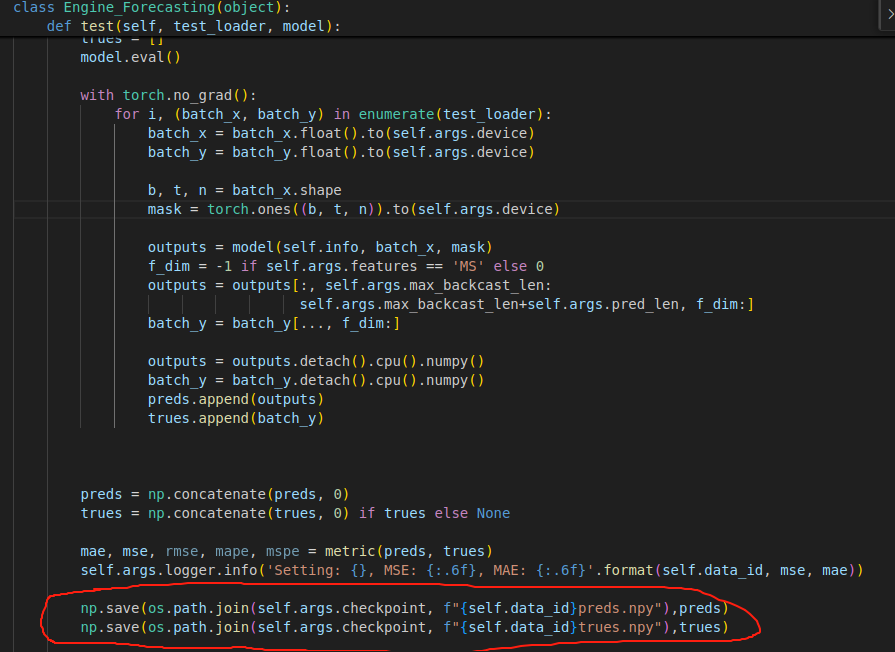 class Engine_Forecasting(object):
def test(self, test_loader, model):
trues = []
model.eval()
with torch.no_grad():
for i, (batch_x, batch_y) in enumerate(test_loader):
batch_x = batch_x.float().to(self.args.device)
batch_y = batch_y.float().to(self.args.device)
b, t, n = batch_x.shape
mask = torch.ones((b, t, n)).to(self.args.device)
outputs = model(self.info, batch_x, mask)
f_dim = -1 if self.args.features == 'MS' else 0
outputs = outputs[:, self.args.max_backcast_len:
self.args.max_backcast_len+self.args.pred_len, f_dim:]
batch_y = batch_y[..., f_dim:]
outputs = outputs.detach().cpu().numpy()
batch_y = batch_y.detach().cpu().numpy()
preds.append(outputs)
trues.append(batch_y)
preds = np.concatenate(preds, 0)
trues = np.concatenate(trues, 0) if trues else None
mae, mse, rmse, mape, mspe = metric(preds, trues)
self.args.logger.info('Setting: {}, MSE: {:.6f}, MAE: {:.6f}'.format(self.data_id, mse, mae))
np.save(os.path.join(self.args.checkpoint, f"{self.data_id}preds.npy"),preds)
np.save(os.path.join(self.args.checkpoint, f"{self.data_id}trues.npy"),trues)